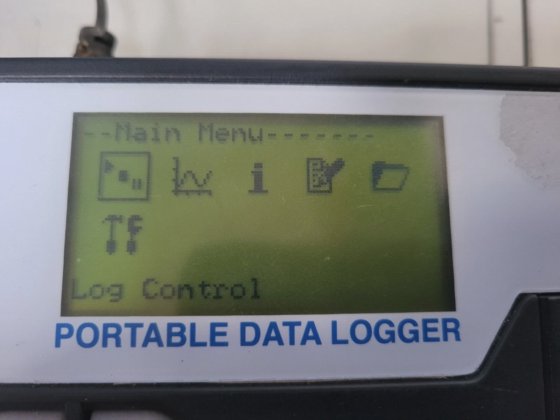 --Main Menu-------
Log Control
PORTABLE DATA LOGGER